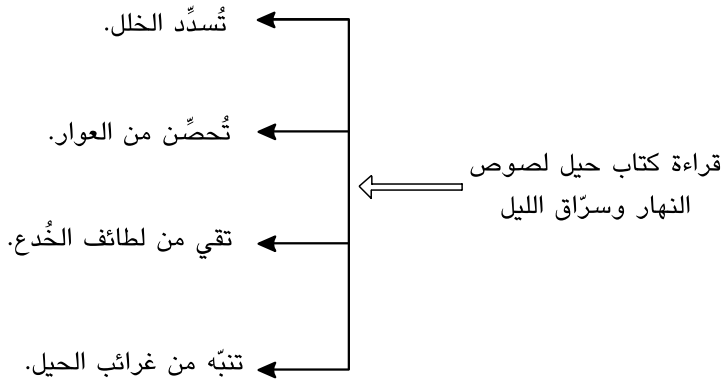 قراءة كتاب حيل لصوص
النهار وسرّاق الليل
تُسدِّد الخلل.
تُحصِّن من العوار.
تقي من لطائف الخُدع.
تنبّه من غرائب الحيل.